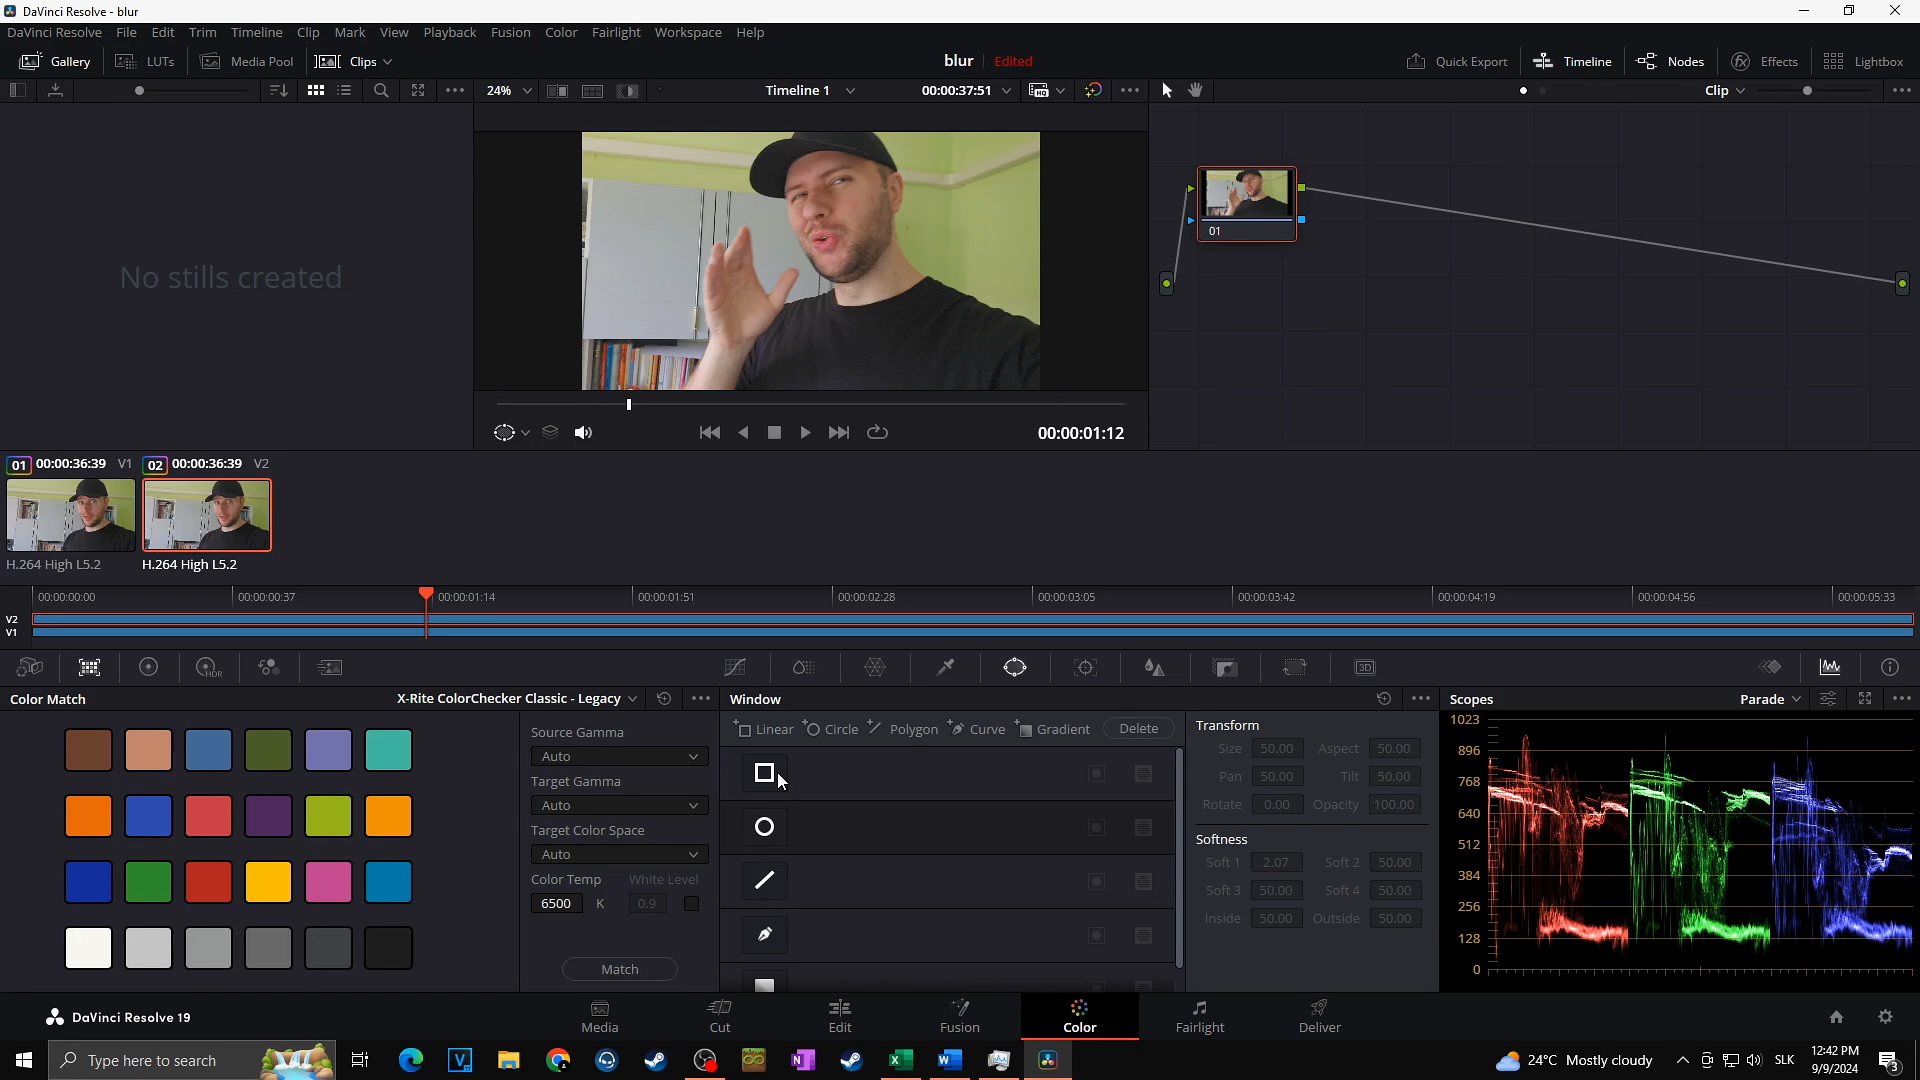 DaVinci Resolve - blur
DaVinci Resolve File Edit Trim Timeline Clip Mark View Playback Fusion Color Fairlight Workspace Help
Gallery LUTs Media Pool Clips blur Edited Quick Export Timeline Nodes Effects Lightbox
24% Timeline 1 00:00:37:51 Clip
No stills created
01
00:00:01:12
01 00:00:36:39 V1 02 00:00:36:39 V2
H.264 High L5.2 H.264 High L5.2
00:00:00:00 00:00:00:37 00:00:01:14 00:00:01:51 00:00:02:28 00:00:03:05 00:00:03:42 00:00:04:19 00:00:04:56 00:00:05:33
V2
V1
HDR 3D
Color Match X-Rite ColorChecker Classic - Legacy Window Scopes Parade
Source Gamma
Auto
Target Gamma
Auto
Target Color Space
Auto
Color Temp White Level
6500 K 0.9
Match
Linear Circle Polygon Curve Gradient Delete
Transform
Size 50.00 Aspect 50.00
Pan 50.00 Tilt 50.00
Rotate 0.00 Opacity 100.00
Softness
Soft 1 2.07 Soft 2 50.00
Soft 3 50.00 Soft 4 50.00
Inside 50.00 Outside 50.00
1023
896
768
640
512
384
256
128
0
DaVinci Resolve 19 Media Cut Edit Fusion Color Fairlight Deliver
Type here to search 24°C Mostly cloudy SLK 12:42 PM
9/9/2024
3